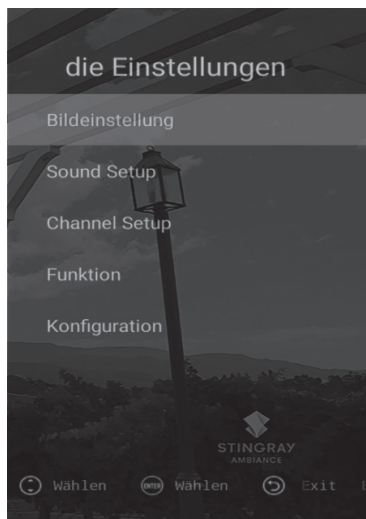 die Einstellungen
Bildeinstellung
Sound Setup
Channel Setup
Funktion
Konfiguration
STINGRAY
AMBIANCE
Wählen ENTER Wählen Exit